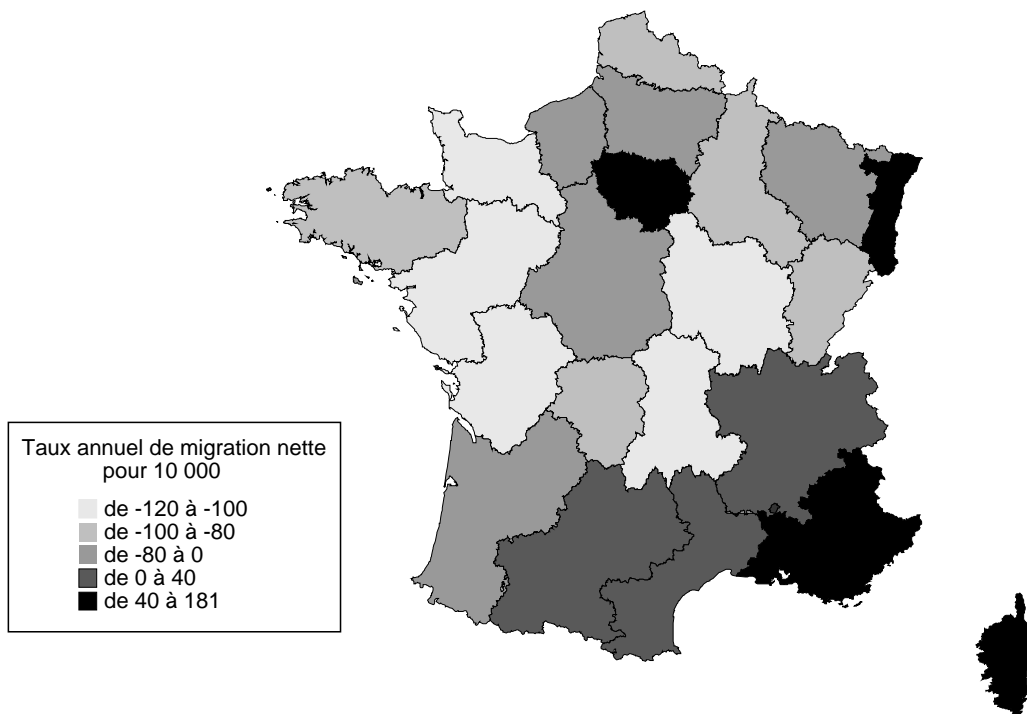 Taux annuel de migration nette
pour 10 000
de -120 à -100
de -100 à -80
de -80 à 0
de 0 à 40
de 40 à 181